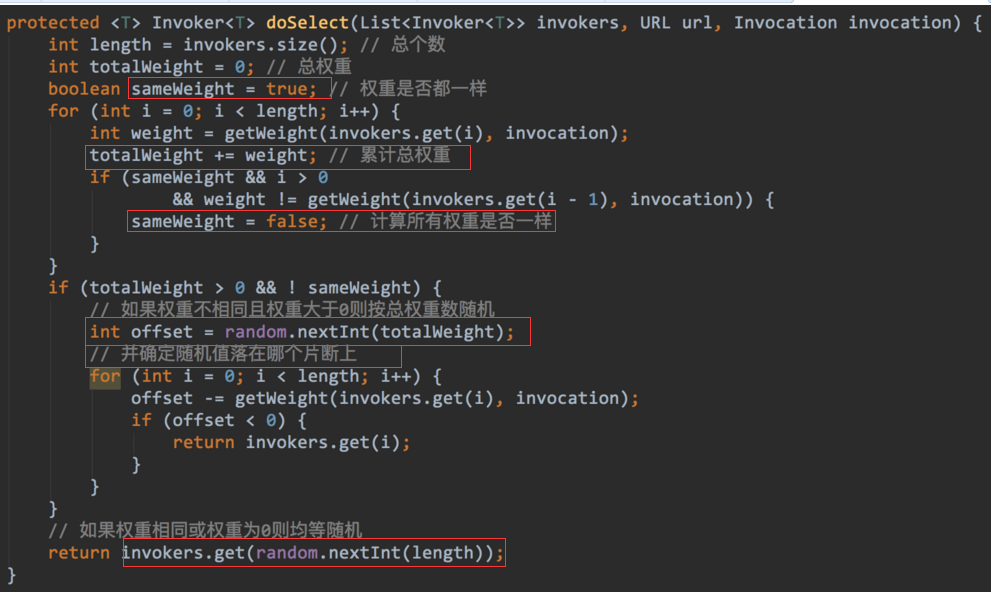 protected <T> Invoker<T> doSelect(List<Invoker<T>> invokers, URL url, Invocation invocation) {
    int length = invokers.size(); // 总个数
    int totalWeight = 0; // 总权重
    boolean sameWeight = true; // 权重是否都一样
    for (int i = 0; i < length; i++) {
        int weight = getWeight(invokers.get(i), invocation);
        totalWeight += weight; // 累计总权重
        if (sameWeight && i > 0
                && weight != getWeight(invokers.get(i - 1), invocation)) {
            sameWeight = false; // 计算所有权重是否一样
        }
    }
    if (totalWeight > 0 && ! sameWeight) {
        // 如果权重不相同且权重大于0则按总权重数随机
        int offset = random.nextInt(totalWeight);
        // 并确定随机值落在哪个片断上
        for (int i = 0; i < length; i++) {
            offset -= getWeight(invokers.get(i), invocation);
            if (offset < 0) {
                return invokers.get(i);
            }
        }
    }
    // 如果权重相同或权重为0则均等随机
    return invokers.get(random.nextInt(length));
}